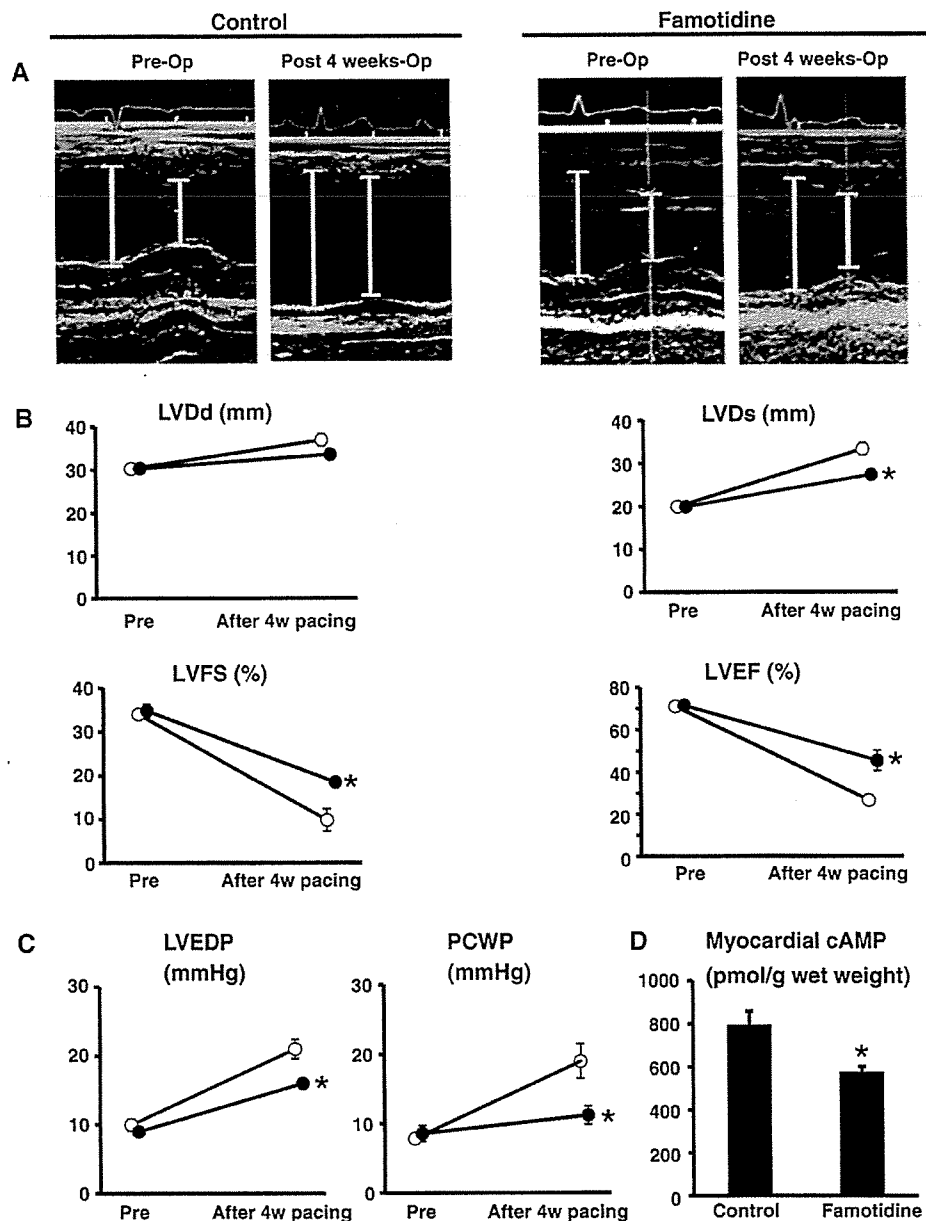 Control Famotidine
A Pre-Op Post 4 weeks-Op Pre-Op Post 4 weeks-Op
B LVDd (mm)
40
30
20
10
0
Pre After 4w pacing
LVDs (mm)
40
30
20
10
0
Pre After 4w pacing
LVFS (%)
40
30
20
10
0
Pre After 4w pacing
LVEF (%)
80
60
40
20
0
Pre After 4w pacing
*
*
*
C LVEDP
(mmHg)
30
20
10
0
*
Pre After 4w pacing
PCWP
(mmHg)
30
20
10
0
*
Pre After 4w pacing
D Myocardial cAMP
(pmol/g wet weight)
1000
800
600
400
200
0
*
Control Famotidine